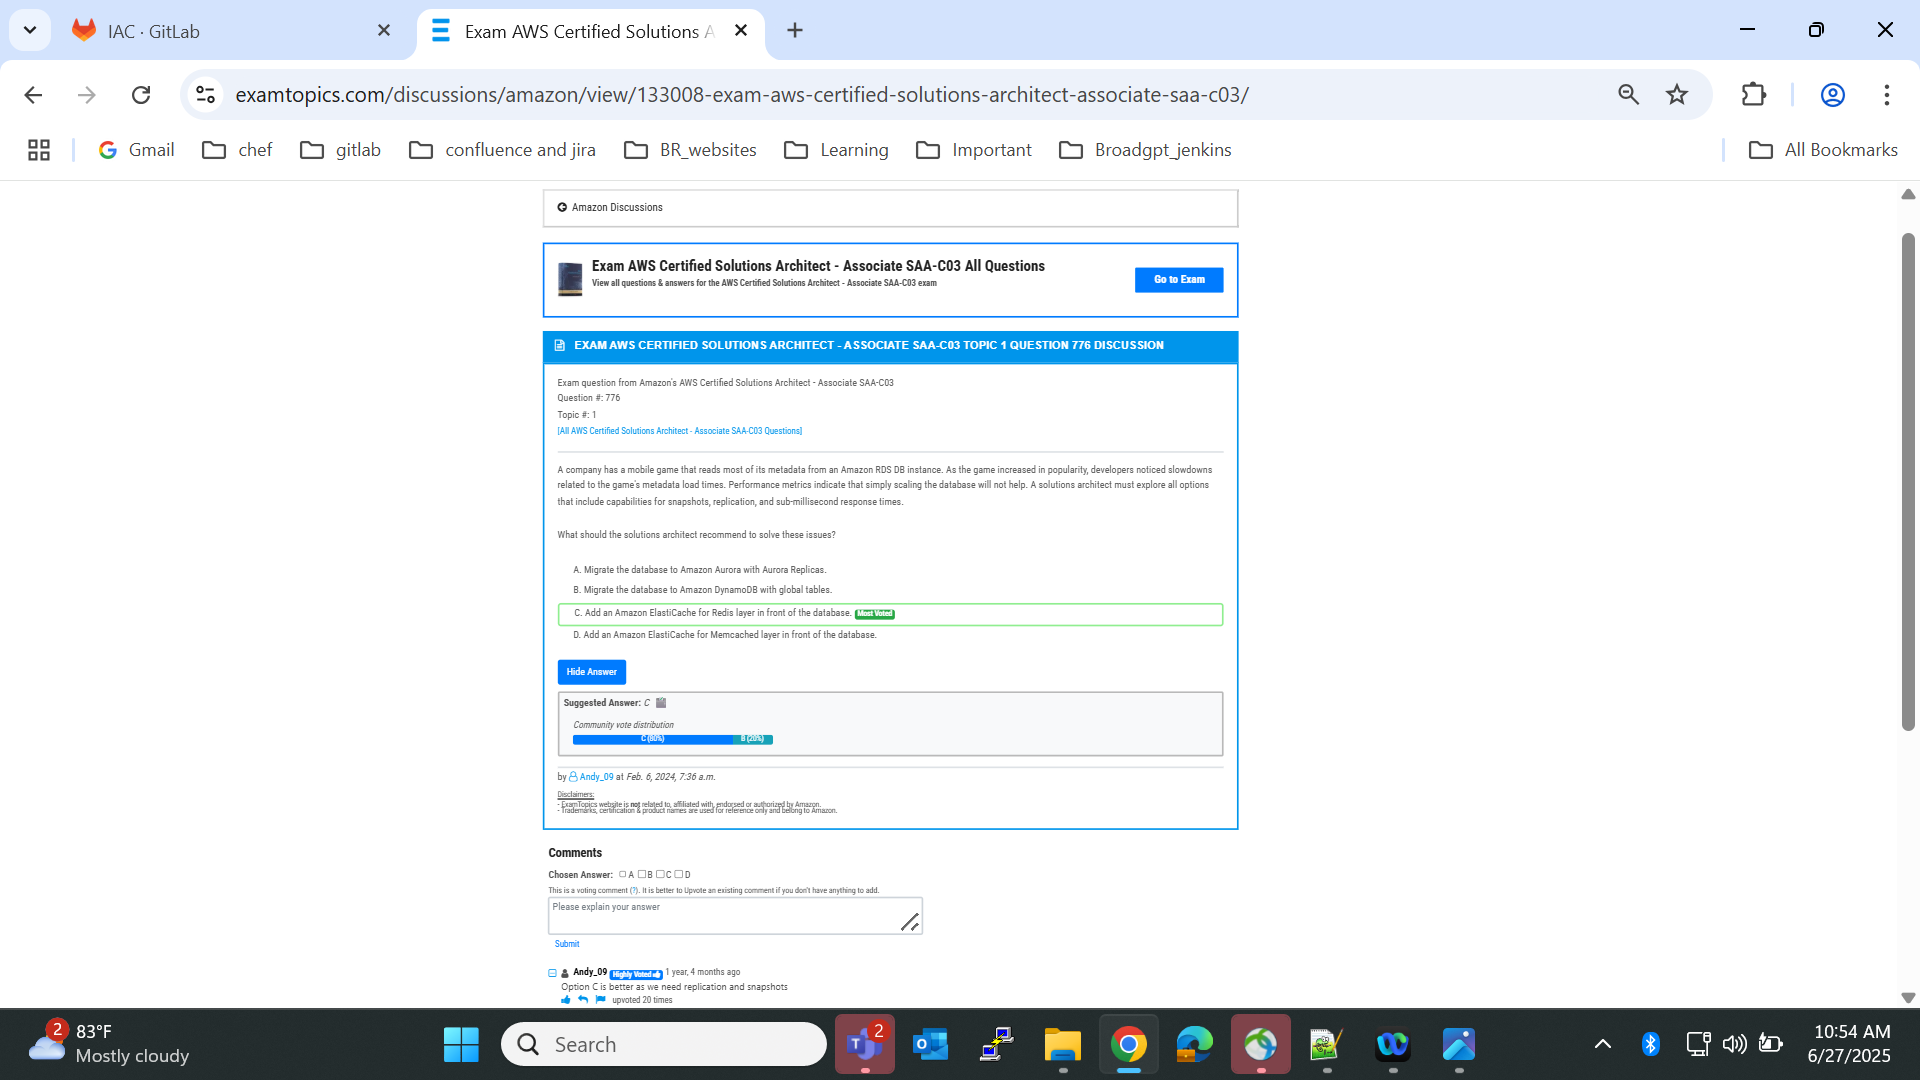 IAC · GitLab
Exam AWS Certified Solutions A
examtopics.com/discussions/amazon/view/133008-exam-aws-certified-solutions-architect-associate-saa-c03/
Gmail chef gitlab confluence and jira BR_websites Learning Important Broadgpt_jenkins All Bookmarks
Amazon Discussions
Exam AWS Certified Solutions Architect - Associate SAA-C03 All Questions
View all questions & answers for the AWS Certified Solutions Architect - Associate SAA-C03 exam
Go to Exam
EXAM AWS CERTIFIED SOLUTIONS ARCHITECT - ASSOCIATE SAA-C03 TOPIC 1 QUESTION 776 DISCUSSION
Exam question from Amazon's AWS Certified Solutions Architect - Associate SAA-C03
Question #: 776
Topic #: 1
[All AWS Certified Solutions Architect - Associate SAA-C03 Questions]
A company has a mobile game that reads most of its metadata from an Amazon RDS DB instance. As the game increased in popularity, developers noticed slowdowns
related to the game's metadata load times. Performance metrics indicate that simply scaling the database will not help. A solutions architect must explore all options
that include capabilities for snapshots, replication, and sub-millisecond response times.
What should the solutions architect recommend to solve these issues?
A. Migrate the database to Amazon Aurora with Aurora Replicas.
B. Migrate the database to Amazon DynamoDB with global tables.
C. Add an Amazon ElastiCache for Redis layer in front of the database. Most Voted
D. Add an Amazon ElastiCache for Memcached layer in front of the database.
Hide Answer
Suggested Answer: C
Community vote distribution
C (80%) B (20%)
by Andy_09 at Feb. 6, 2024, 7:36 a.m.
Disclaimers:
- ExamTopics website is not related to, affiliated with, endorsed or authorized by Amazon.
- Trademarks, certification & product names are used for reference only and belong to Amazon.
Comments
Chosen Answer: A B C D
This is a voting comment (?). It is better to Upvote an existing comment if you don't have anything to add.
Please explain your answer
Submit
Andy_09 Highly Voted 1 year, 4 months ago
Option C is better as we need replication and snapshots
upvoted 20 times
2
83°F
Mostly cloudy
Search
2
10:54 AM
6/27/2025